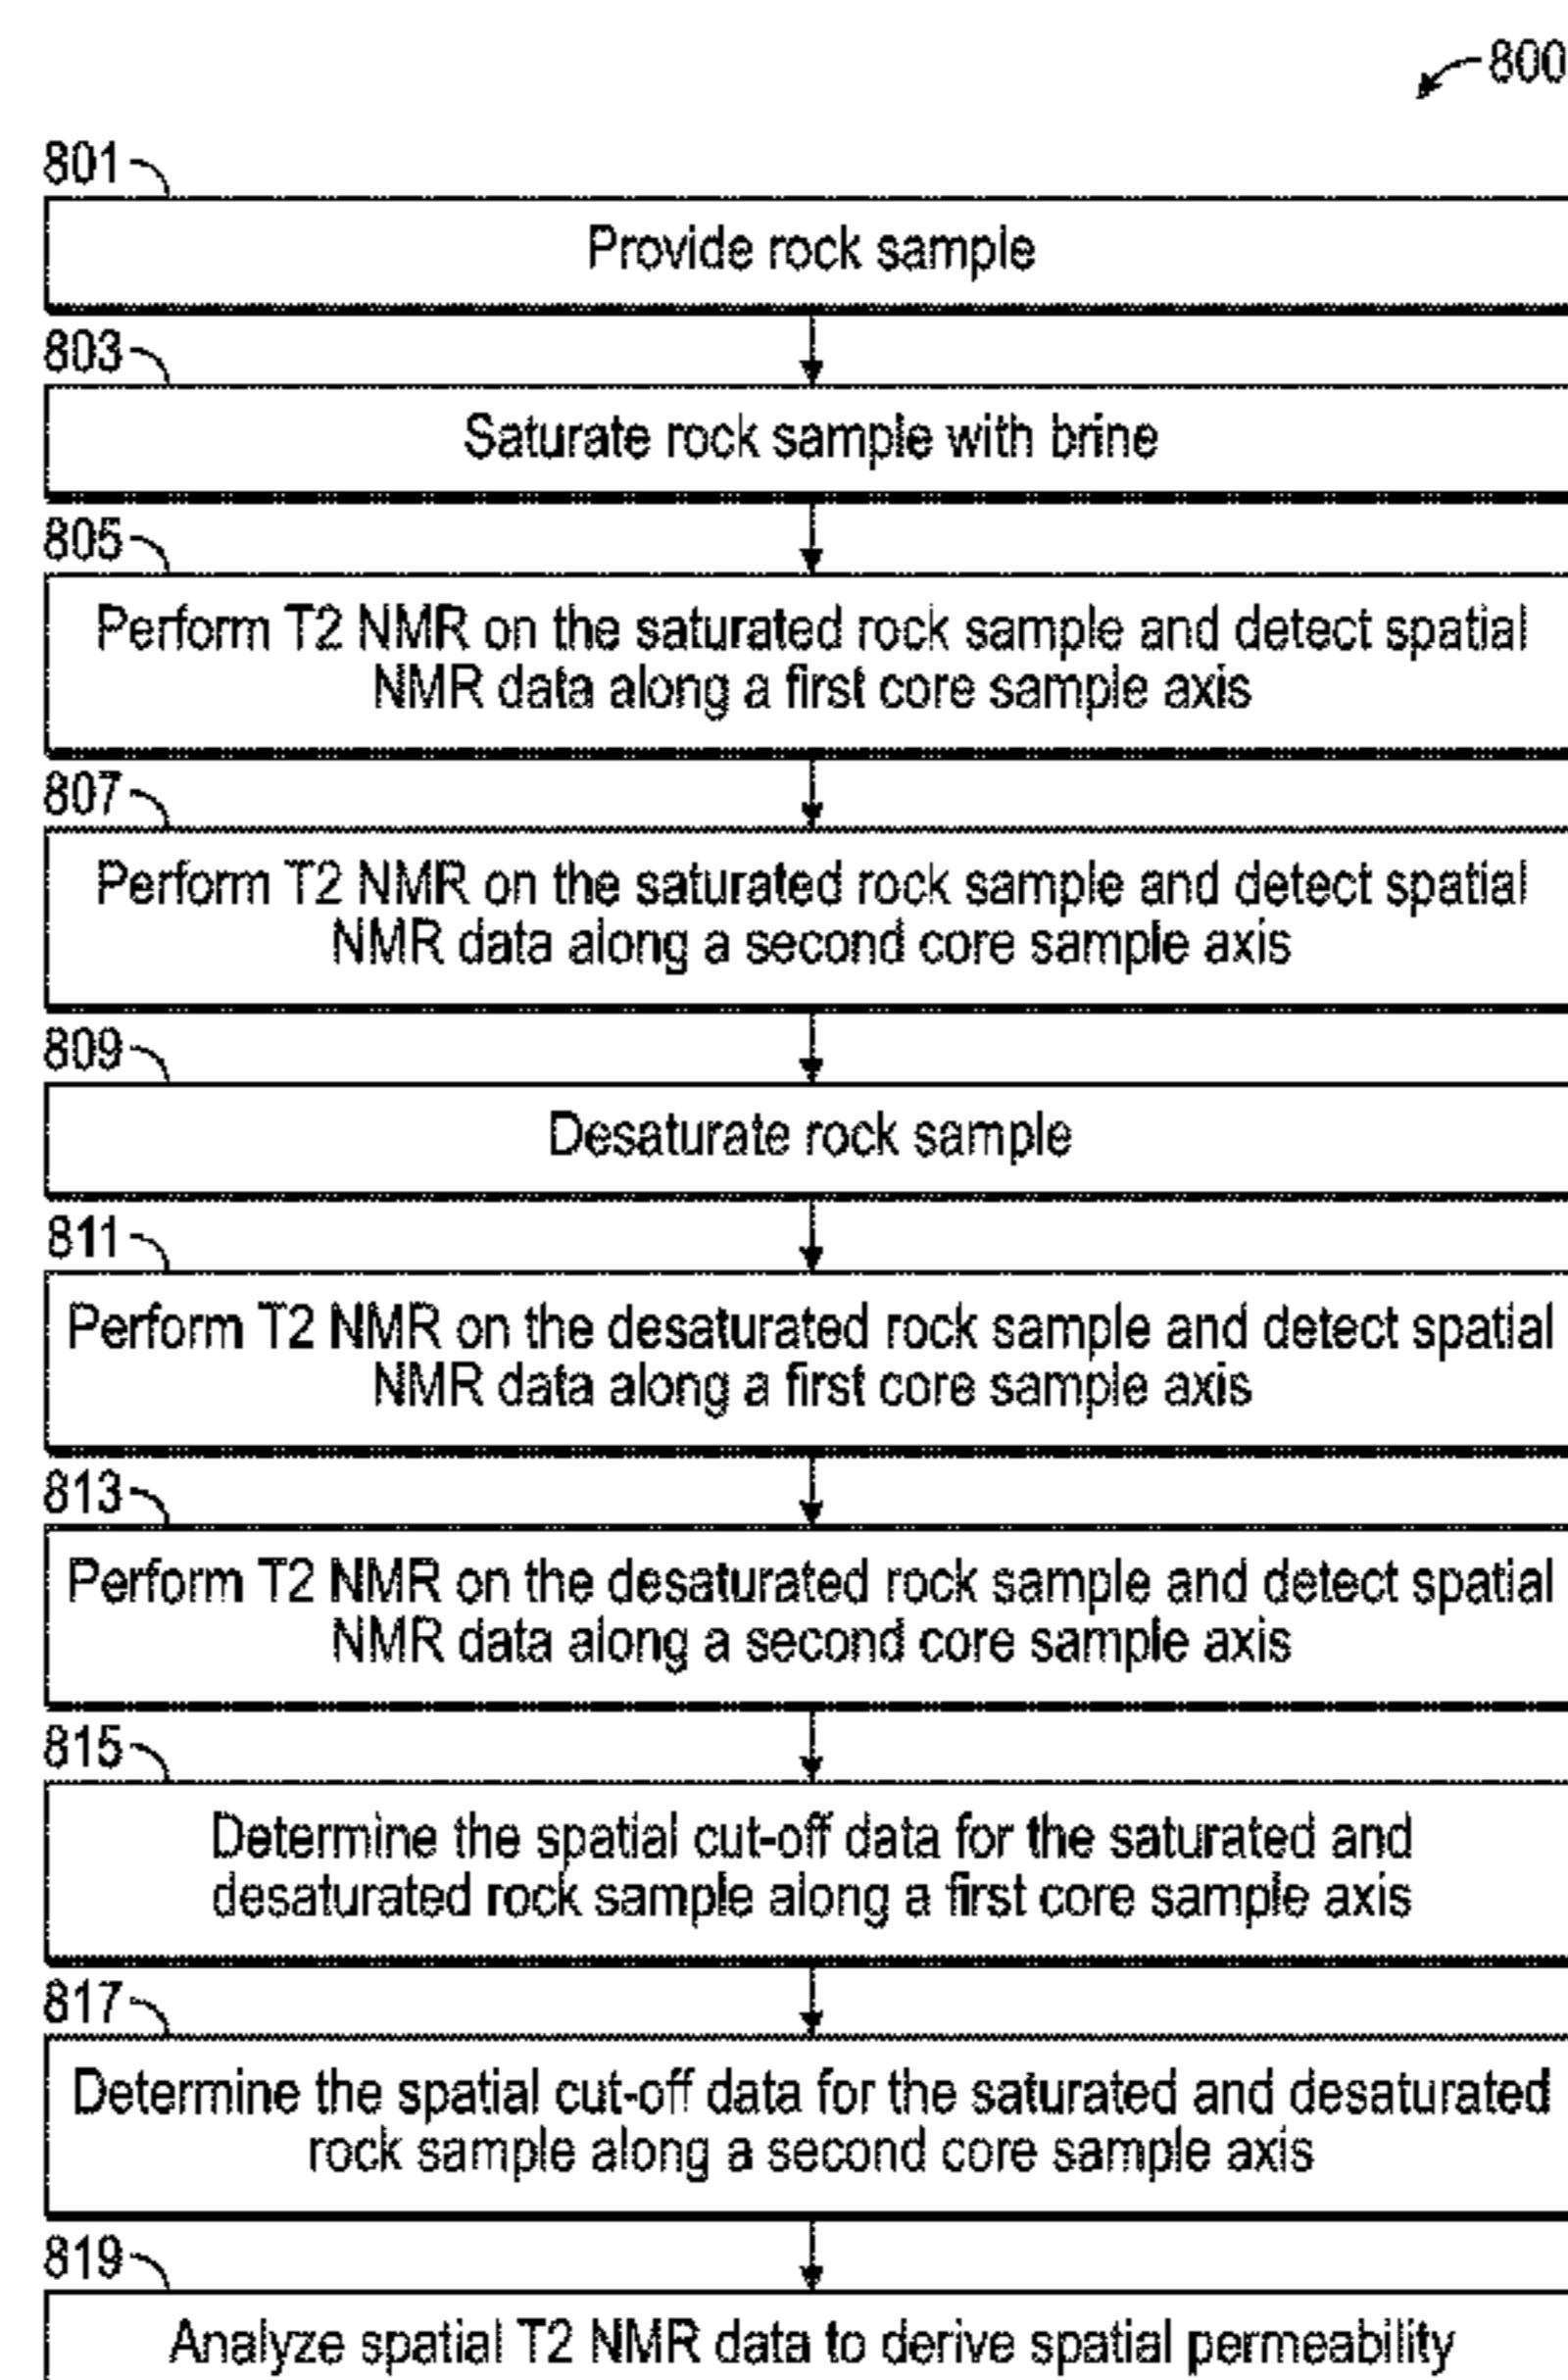 800
801
Provide rock sample
803
Saturate rock sample with brine
805
Perform T2 NMR on the saturated rock sample and detect spatial
NMR data along a first core sample axis
807
Perform T2 NMR on the saturated rock sample and detect spatial
NMR data along a second core sample axis
809
Desaturate rock sample
811
Perform T2 NMR on the desaturated rock sample and detect spatial
NMR data along a first core sample axis
813
Perform T2 NMR on the desaturated rock sample and detect spatial
NMR data along a second core sample axis
815
Determine the spatial cut-off data for the saturated and
desaturated rock sample along a first core sample axis
817
Determine the spatial cut-off data for the saturated and desaturated
rock sample along a second core sample axis
819
Analyze spatial T2 NMR data to derive spatial permeability